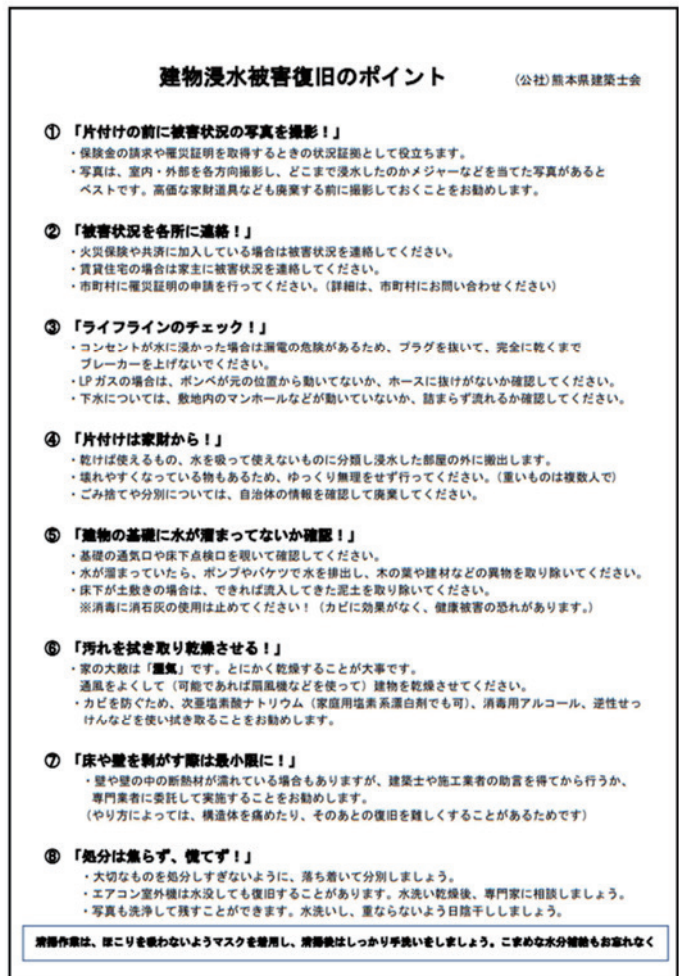 建物浸水被害復旧のポイント　(公社)熊本県建築士会
① 「片付けの前に被害状況の写真を撮影！」
・保険金の請求や罹災証明を取得するときの状況証拠として役立ちます。
・写真は、室内・外部を各方向撮影し、どこまで浸水したのかメジャーなどを当てた写真があると
ベストです。高価な家財道具なども廃棄する前に撮影しておくことをお勧めします。
② 「被害状況を各所に連絡！」
・火災保険や共済に加入している場合は被害状況を連絡してください。
・賃貸住宅の場合は家主に被害状況を連絡してください。
・市町村に罹災証明の申請を行ってください。(詳細は、市町村にお問い合わせください)
③ 「ライフラインのチェック！」
・コンセントが水に浸かった場合は漏電の危険があるため、プラグを抜いて、完全に乾くまで
ブレーカーを上げないでください。
・LPガスの場合は、ボンベが元の位置から動いてないか、ホースに抜けがないか確認してください。
・下水については、敷地内のマンホールなどが動いていないか、詰まらず流れるか確認してください。
④ 「片付けは家財から！」
・乾けば使えるもの、水を吸って使えないものに分類し浸水した部屋の外に搬出します。
・壊れやすくなっている物もあるため、ゆっくり無理をせず行ってください。(重いものは複数人で)
・ごみ捨てや分別については、自治体の情報を確認して廃棄してください。
⑤ 「建物の基礎に水が溜まってないか確認！」
・基礎の通気口や床下点検口を覗いて確認してください。
・水が溜まっていたら、ポンプやバケツで水を排出し、木の葉や建材などの異物を取り除いてください。
・床下が土敷きの場合は、できれば流入してきた泥土を取り除いてください。
※消毒に消石灰の使用は止めてください！（カビに効果がなく、健康被害の恐れがあります。）
⑥ 「汚れを拭き取り乾燥させる！」
・家の大敵は「湿気」です。とにかく乾燥することが大事です。
通風をよくして（可能であれば扇風機などを使って）建物を乾燥させてください。
・カビを防ぐため、次亜塩素酸ナトリウム（家庭用塩素系漂白剤でも可）、消毒用アルコール、逆性せっ
けんなどを使い拭き取ることをお勧めします。
⑦ 「床や壁を剥がす際は最小限に！」
・壁や壁の中の断熱材が濡れている場合もありますが、建築士や施工業者の助言を得てから行うか、
専門業者に委託して実施することをお勧めします。
(やり方によっては、構造体を痛めたり、そのあとの復旧を難しくすることがあるためです)
⑧ 「処分は焦らず、慌てず！」
・大切なものを処分しすぎないように、落ち着いて分別しましょう。
・エアコン室外機は水没しても復旧することがあります。水洗い乾燥後、専門家に相談しましょう。
・写真も洗浄して残すことができます。水洗いし、重ならないよう日陰干ししましょう。
清掃作業は、ほこりを吸わないようマスクを着用し、清掃後はしっかり手洗いをしましょう。こまめな水分補給もお忘れなく